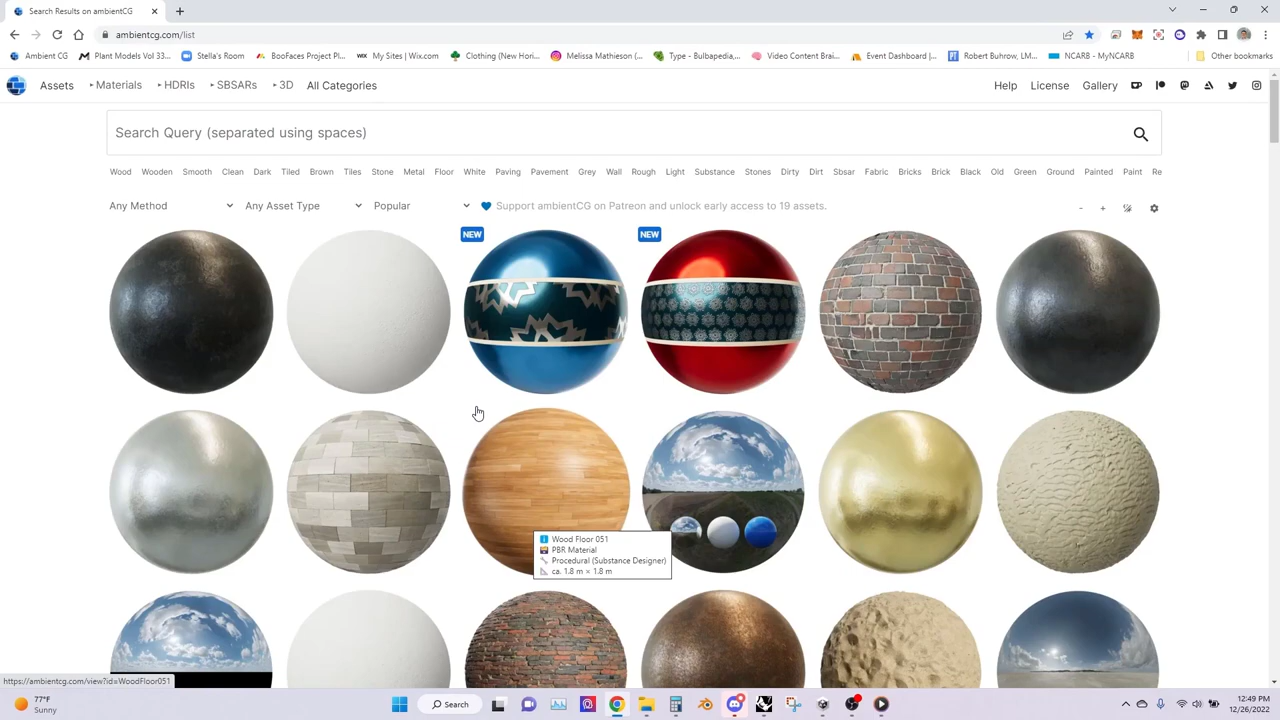 Search Results on ambientCG
ambientcg.com/list
Ambient CG
Plant Models Vol 33...
Stella's Room
BooFaces Project Pl...
WiX My Sites | Wix.com
Clothing (New Hori...
Melissa Mathieson (...
Type - Bulbapedia,...
Video Content Brai...
Event Dashboard |...
Robert Buhrow, LM...
NCARB - MyNCARB
Other bookmarks
Assets
Materials
HDRIs
SBSARs
3D
All Categories
Help
License
Gallery
Search Query (separated using spaces)
Wood Wooden Smooth Clean Dark Tiled Brown Tiles Stone Metal Floor White Paving Pavement Grey Wall Rough Light Substance Stones Dirty Dirt Sbsar Fabric Bricks Brick Black Old Green Ground Painted Paint Re
Any Method
Any Asset Type
Popular
Support ambientCG on Patreon and unlock early access to 19 assets.
- +
NEW
NEW
Wood Floor 051
PBR Material
Procedural (Substance Designer)
ca. 1.8 m × 1.8 m
https://ambientcg.com/view?id=WoodFloor051
77°F
Sunny
Search
12:49 PM
12/26/2022